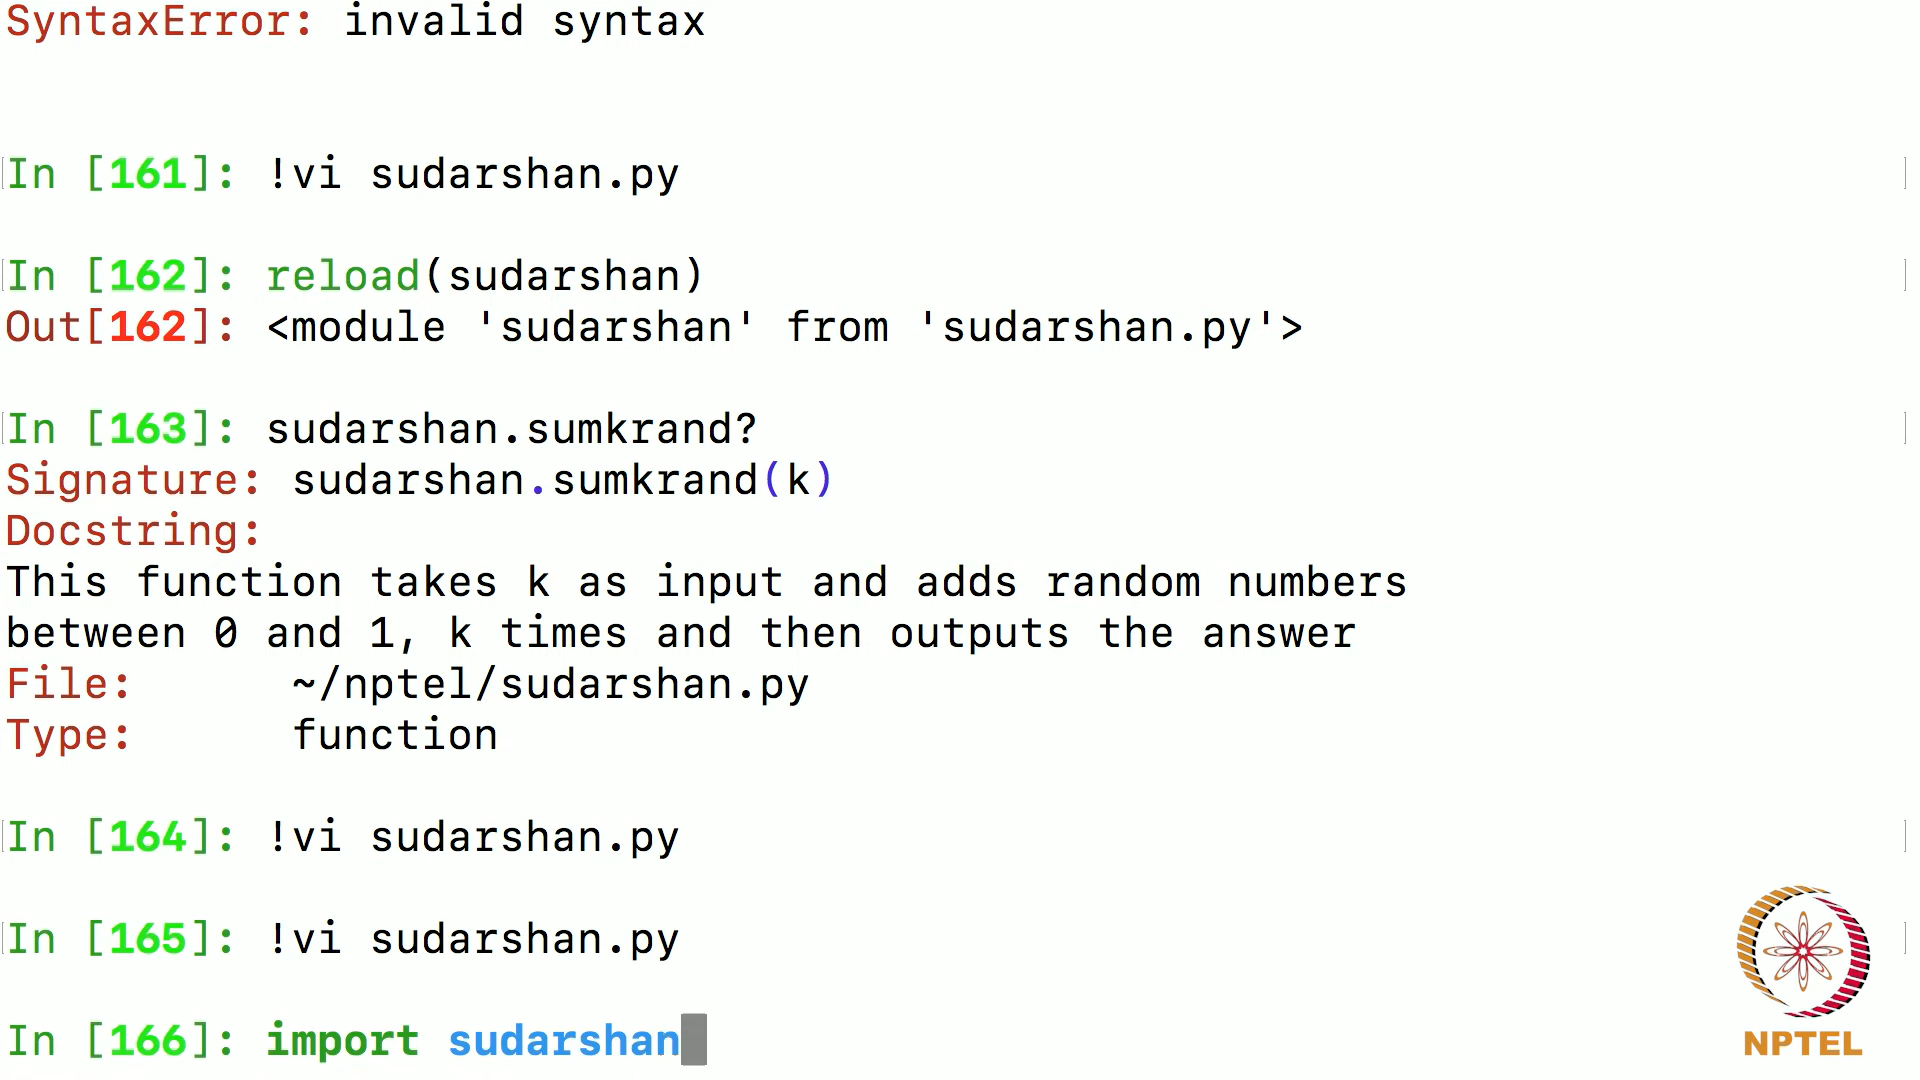 SyntaxError: invalid syntax
In [161]: !vi sudarshan.py
In [162]: reload(sudarshan)
Out[162]: <module 'sudarshan' from 'sudarshan.py'>
In [163]: sudarshan.sumkrand?
Signature: sudarshan.sumkrand(k)
Docstring:
This function takes k as input and adds random numbers
between 0 and 1, k times and then outputs the answer
File:      ~/nptel/sudarshan.py
Type:      function
In [164]: !vi sudarshan.py
In [165]: !vi sudarshan.py
In [166]: import sudarshan
NPTEL